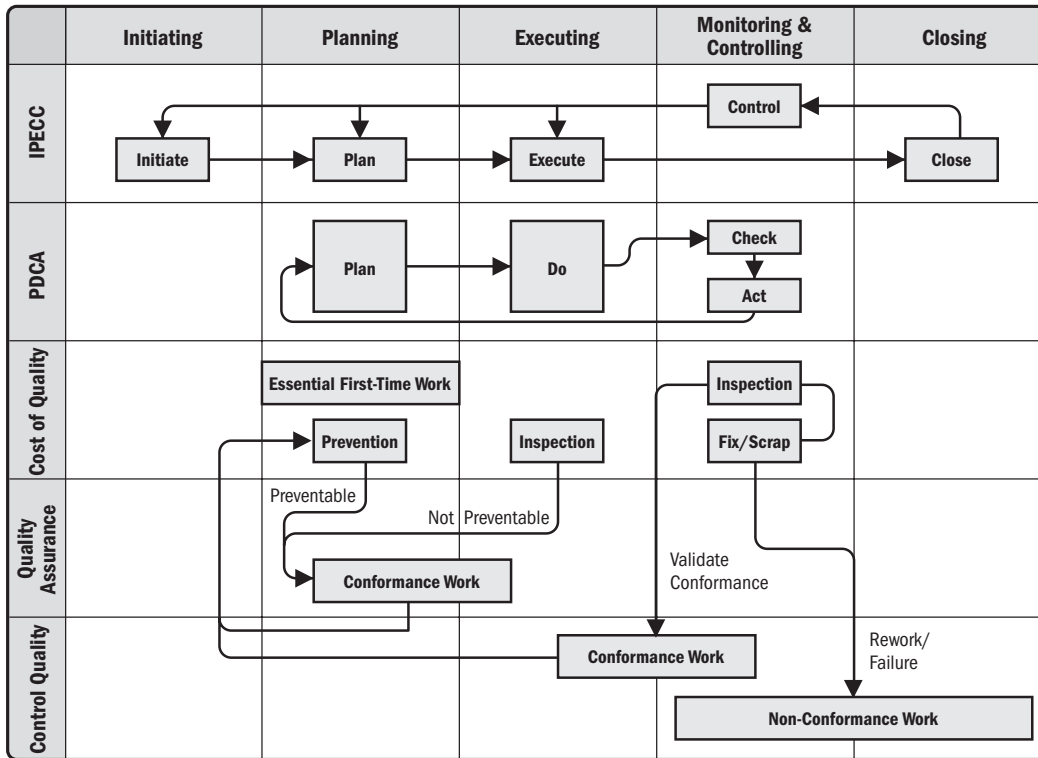 Initiating
Planning
Executing
Monitoring &
Controlling
Closing
IPECC
Control
Initiate
Plan
Execute
Close
PDCA
Plan
Do
Check
Act
Cost of Quality
Essential First-Time Work
Inspection
Prevention
Inspection
Fix/Scrap
Quality
Assurance
Preventable
Not Preventable
Conformance Work
Validate
Conformance
Control Quality
Conformance Work
Rework/
Failure
Non-Conformance Work